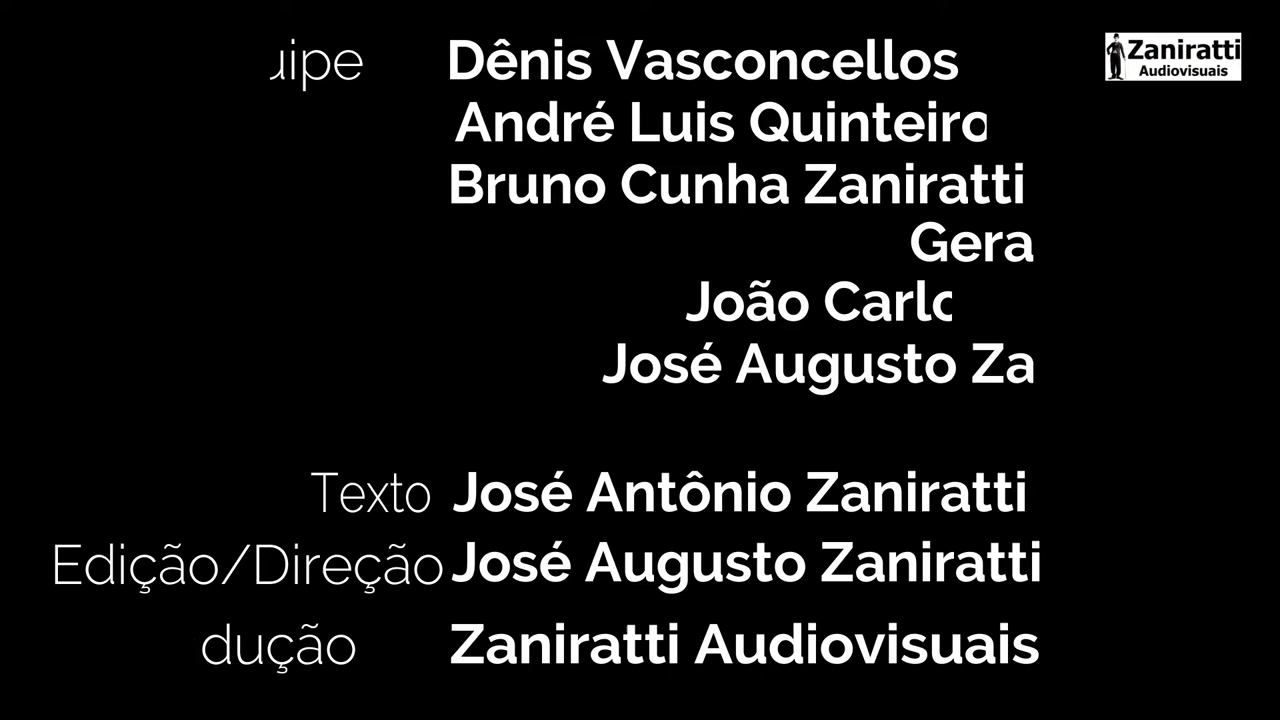 uipe Dênis Vasconcellos
Zaniratti
Audiovisuais
André Luis Quinteiro
Bruno Cunha Zaniratti
Gera
João Carlo
José Augusto Za
Texto José Antônio Zaniratti
Edição/Direção José Augusto Zaniratti
dução Zaniratti Audiovisuais